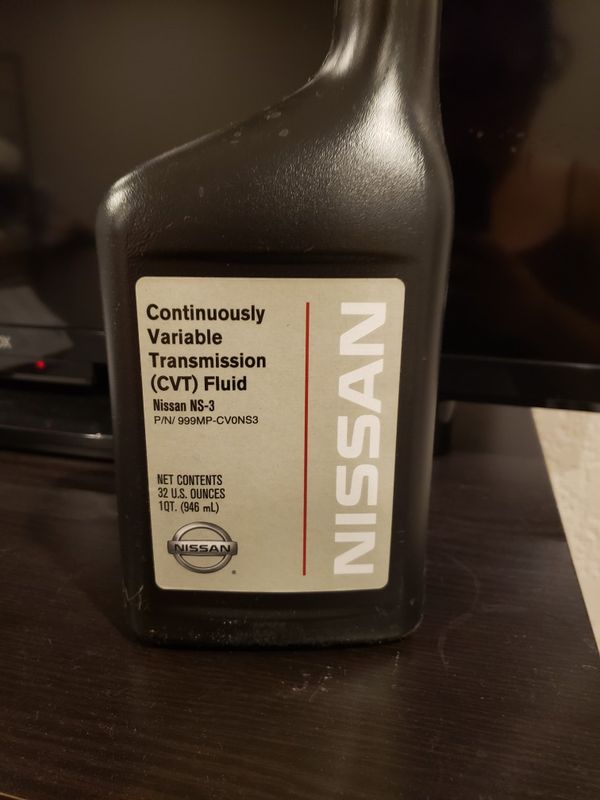 Continuously
Variable
Transmission
(CVT) Fluid
Nissan NS-3
P/N/ 999MP-CV0NS3
NET CONTENTS
32 U.S. OUNCES
1QT. (946 mL)
NISSAN
®
NISSAN